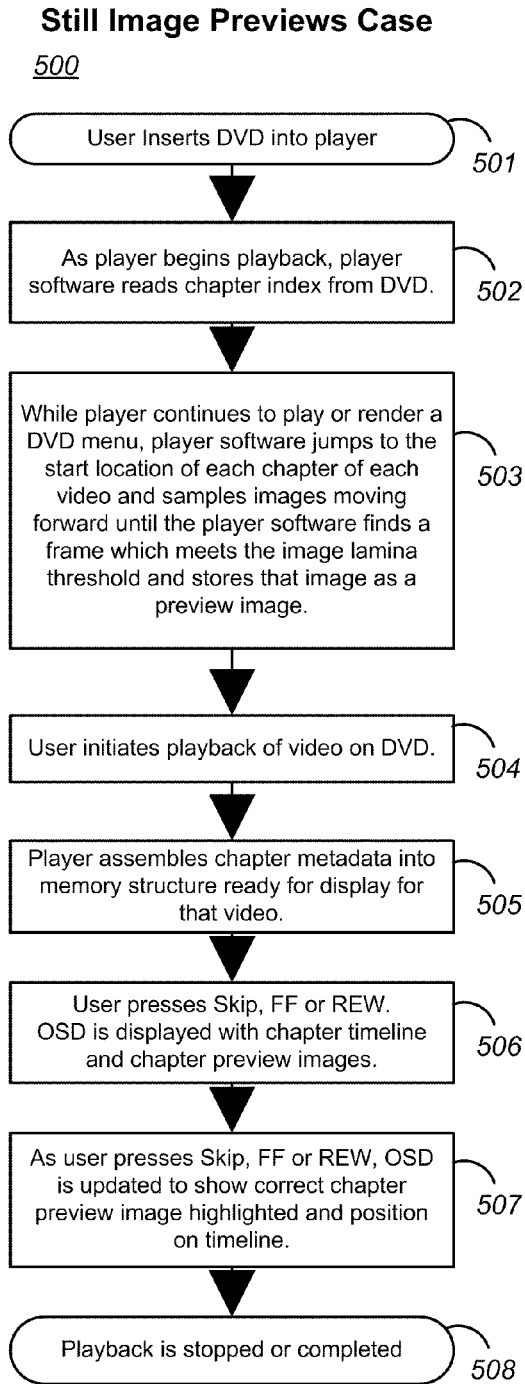 Still Image Previews Case
500
User Inserts DVD into player
501
As player begins playback, player
software reads chapter index from DVD.
502
While player continues to play or render a
DVD menu, player software jumps to the
start location of each chapter of each
video and samples images moving
forward until the player software finds a
frame which meets the image lamina
threshold and stores that image as a
preview image.
503
User initiates playback of video on DVD.
504
Player assembles chapter metadata into
memory structure ready for display for
that video.
505
User presses Skip, FF or REW.
OSD is displayed with chapter timeline
and chapter preview images.
506
As user presses Skip, FF or REW, OSD
is updated to show correct chapter
preview image highlighted and position
on timeline.
507
Playback is stopped or completed
508